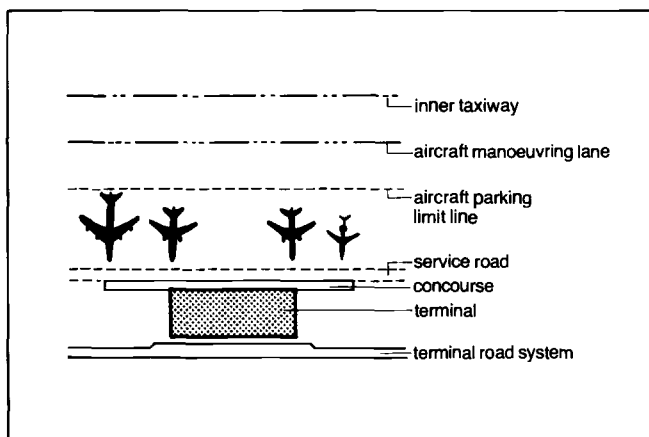 inner taxiway
aircraft manoeuvring lane
aircraft parking
limit line
service road
concourse
terminal
terminal road system